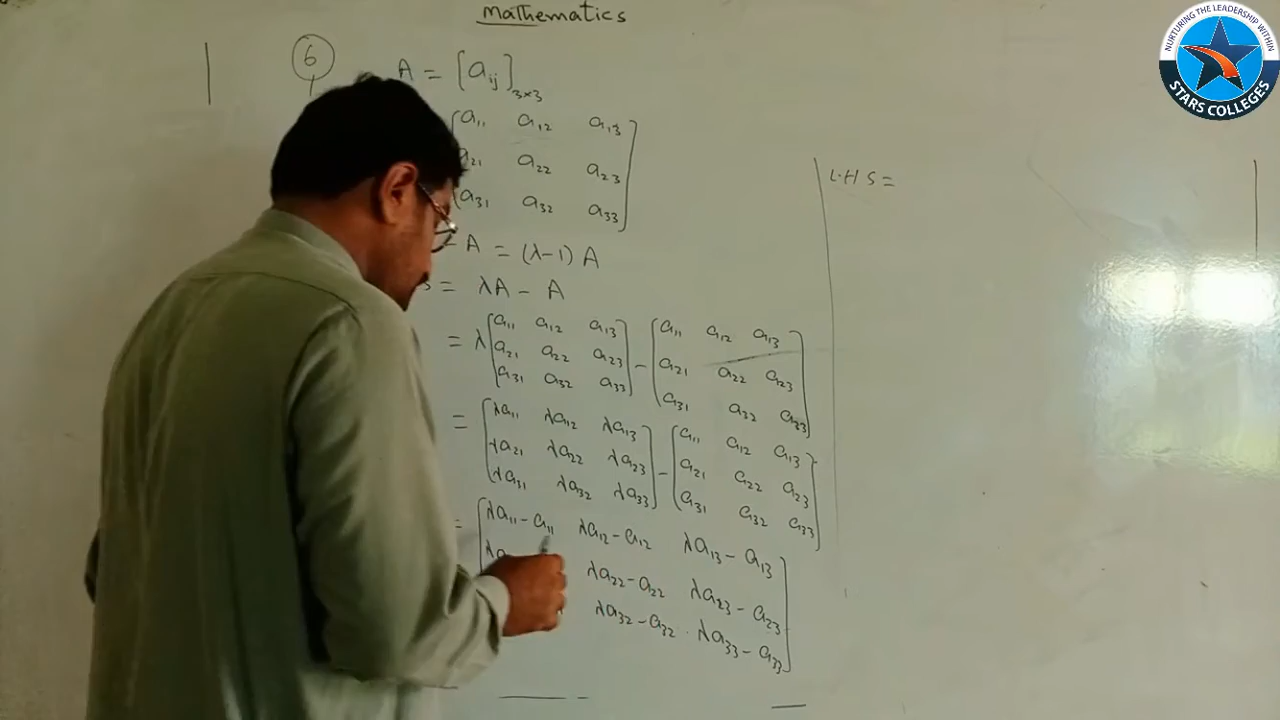 mathematics
6 A = [aij]3×3
a11 a12 a13
a21 a22 a23
a31 a32 a33
A = (λ-1) A
= λA - A
= λ [a11 a12 a13] - [a11 a12 a13]
[a21 a22 a23] [a21 a22 a23]
[a31 a32 a33] [a31 a32 a33]
= [λa11 λa12 λa13] - [a11 a12 a13]
[λa21 λa22 λa23] [a21 a22 a23]
[λa31 λa32 λa33] [a31 a32 a33]
= [λa11-a11 λa12-a12 λa13-a13]
λa22-a22 λa23-a23
λa32-a32 λa33-a33
L.H S =
NURTURING THE LEADERSHIP WITHIN
STARS COLLEGES